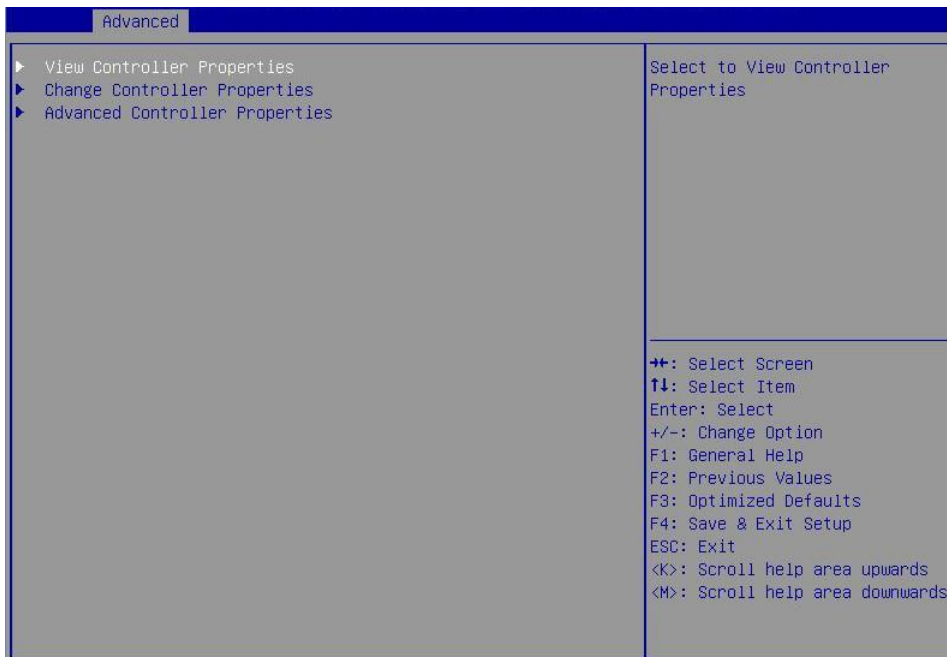 Advanced
View Controller Properties
Change Controller Properties
Advanced Controller Properties
Select to View Controller
Properties
→←: Select Screen
↑↓: Select Item
Enter: Select
+/-: Change Option
F1: General Help
F2: Previous Values
F3: Optimized Defaults
F4: Save & Exit Setup
ESC: Exit
<K>: Scroll help area upwards
<M>: Scroll help area downwards